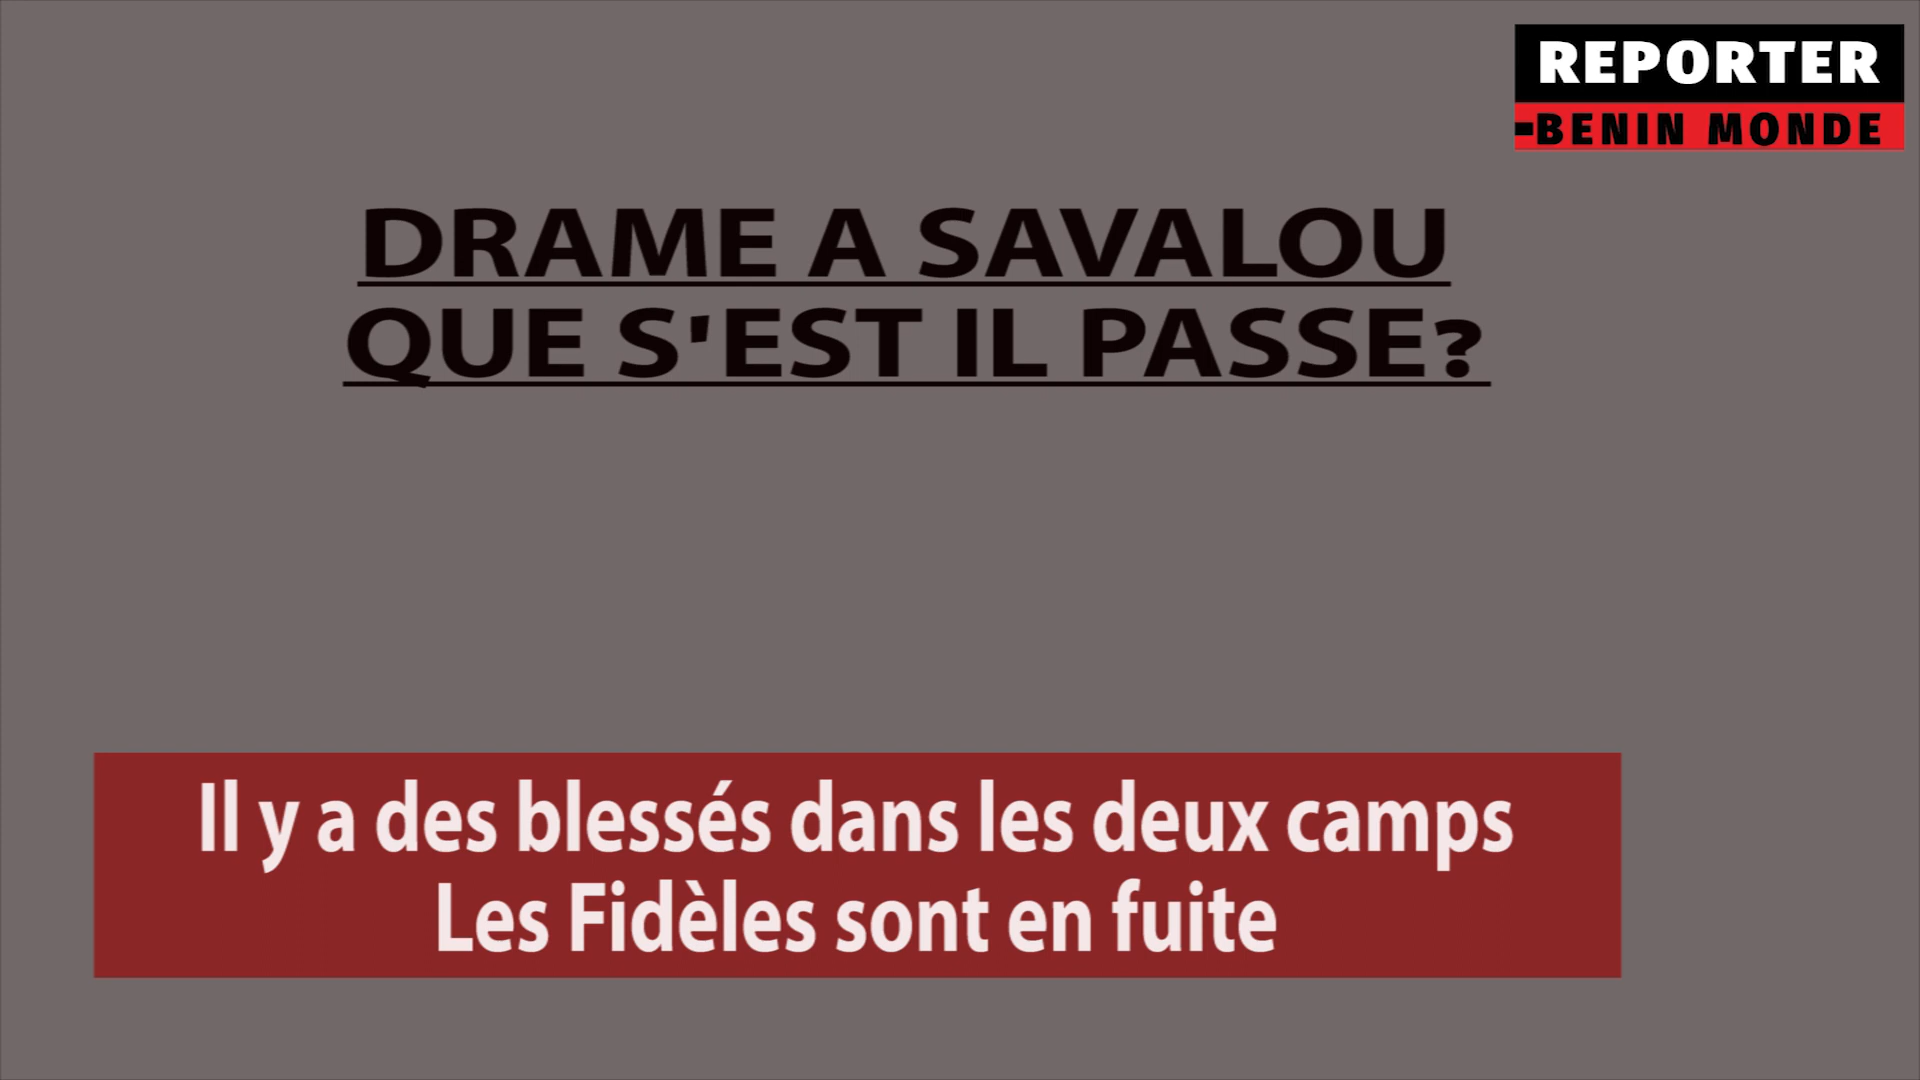 REPORTER
-BENIN MONDE
DRAME A SAVALOU
QUE S'EST IL PASSE?
Il y a des blessés dans les deux camps
Les Fidèles sont en fuite